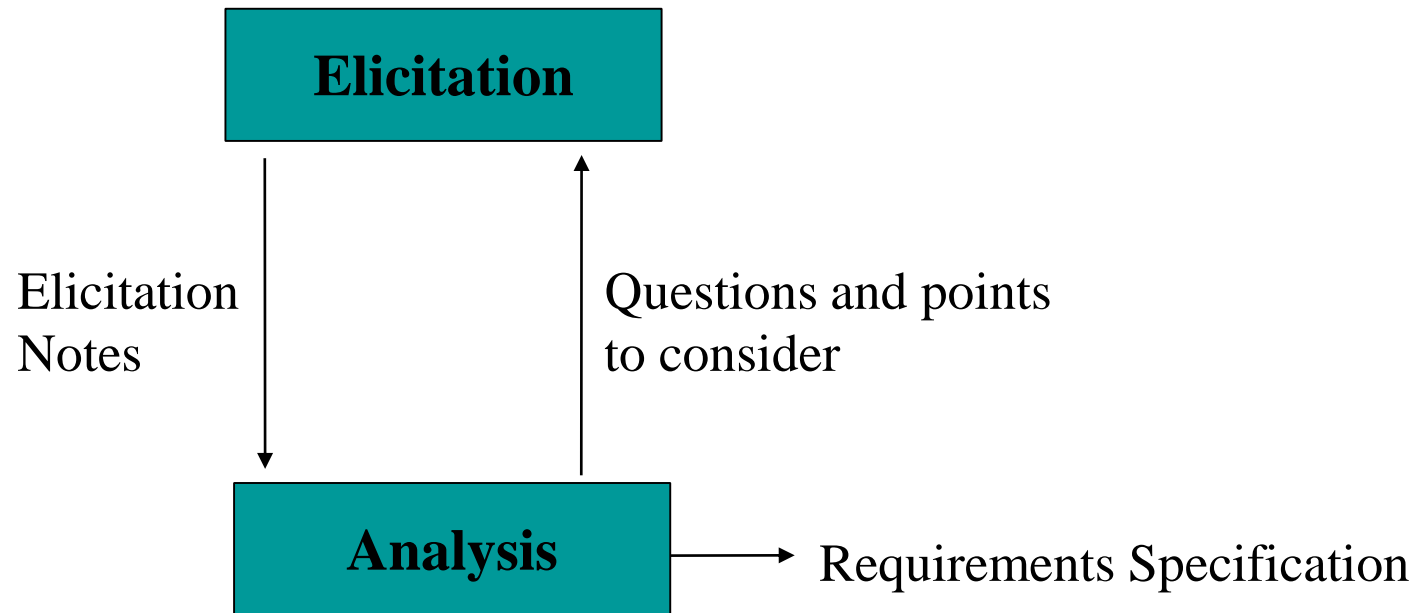 Elicitation
Elicitation
Notes
Questions and points
to consider
Analysis
Requirements Specification